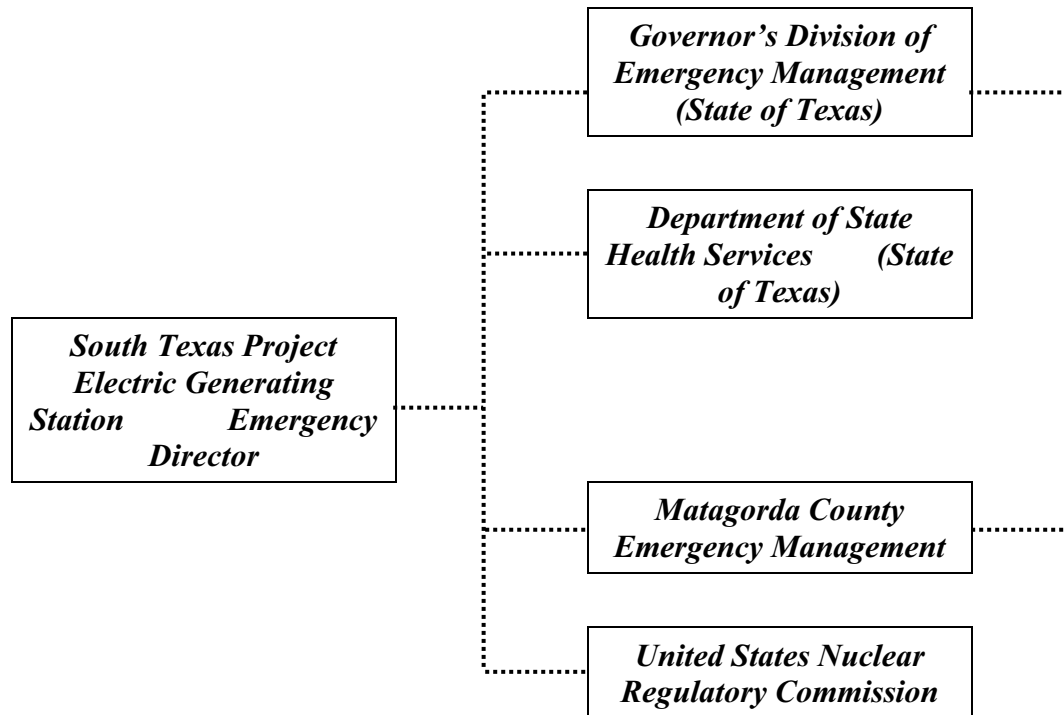 Governor’s Division of
Emergency Management
(State of Texas)
Department of State
Health Services (State
of Texas)
South Texas Project
Electric Generating
Station Emergency
Director
Matagorda County
Emergency Management
United States Nuclear
Regulatory Commission